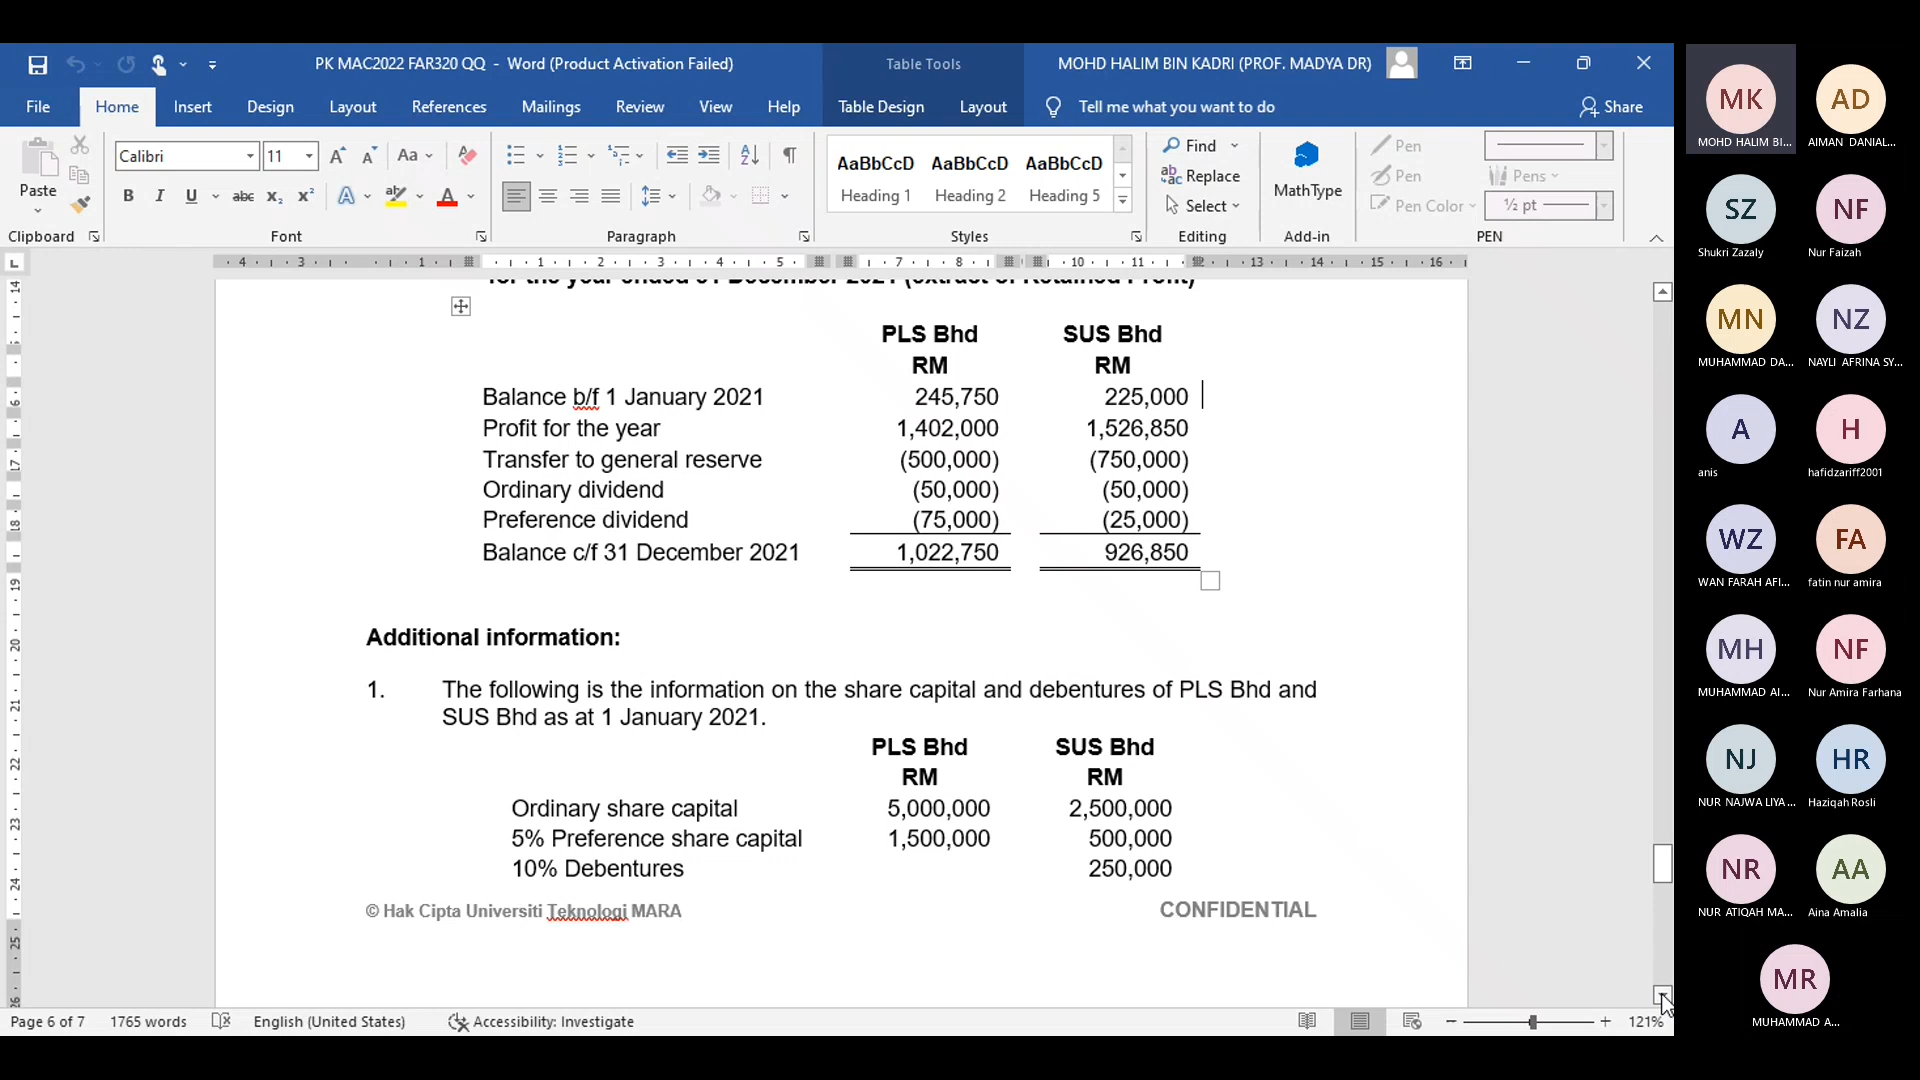 PK MAC2022 FAR320 QQ - Word (Product Activation Failed)
Table Tools
MOHD HALIM BIN KADRI (PROF. MADYA DR)
File Home Insert Design Layout References Mailings Review View Help Table Design Layout Tell me what you want to do Share
Paste
Clipboard
Calibri 11
Font
Paragraph
AaBbCcD AaBbCcD AaBbCcD
Heading 1 Heading 2 Heading 5
Styles
Find
Replace
Select
Editing
MathType
Add-in
Pen
Pen Pens
Pen Color ½ pt
PEN
for the year ended 31 December 2021 (extract of Retained Profit)
PLS Bhd SUS Bhd
RM RM
Balance b/f 1 January 2021 245,750 225,000
Profit for the year 1,402,000 1,526,850
Transfer to general reserve (500,000) (750,000)
Ordinary dividend (50,000) (50,000)
Preference dividend (75,000) (25,000)
Balance c/f 31 December 2021 1,022,750 926,850
Additional information:
1. The following is the information on the share capital and debentures of PLS Bhd and
SUS Bhd as at 1 January 2021.
PLS Bhd SUS Bhd
RM RM
Ordinary share capital 5,000,000 2,500,000
5% Preference share capital 1,500,000 500,000
10% Debentures 250,000
© Hak Cipta Universiti Teknologi MARA CONFIDENTIAL
Page 6 of 7 1765 words English (United States) Accessibility: Investigate 121%
MK AD
MOHD HALIM BI... AIMAN DANIAL...
SZ NF
Shukri Zazaly Nur Faizah
MN NZ
MUHAMMAD DA... NAYLI AFRINA SY...
A H
anis hafidzariff2001
WZ FA
WAN FARAH AFI... fatin nur amira
MH NF
MUHAMMAD AI... Nur Amira Farhana
NJ HR
NUR NAJWA LIYA... Haziqah Rosli
NR AA
NUR ATIQAH MA... Aina Amalia
MR
MUHAMMAD A...